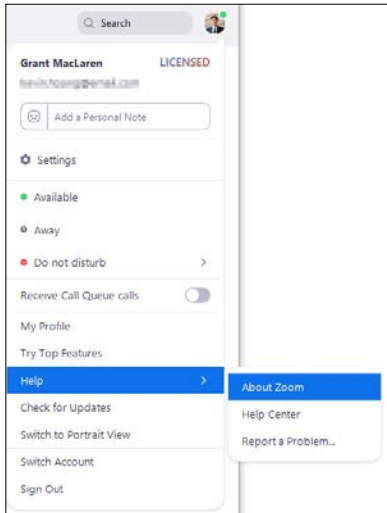 Search
Grant MacLaren LICENSED
Add a Personal Note
Settings
Available
Away
Do not disturb
Receive Call Queue calls
My Profile
Try Top Features
Help
About Zoom
Check for Updates
Help Center
Switch to Portrait View
Report a Problem...
Switch Account
Sign Out